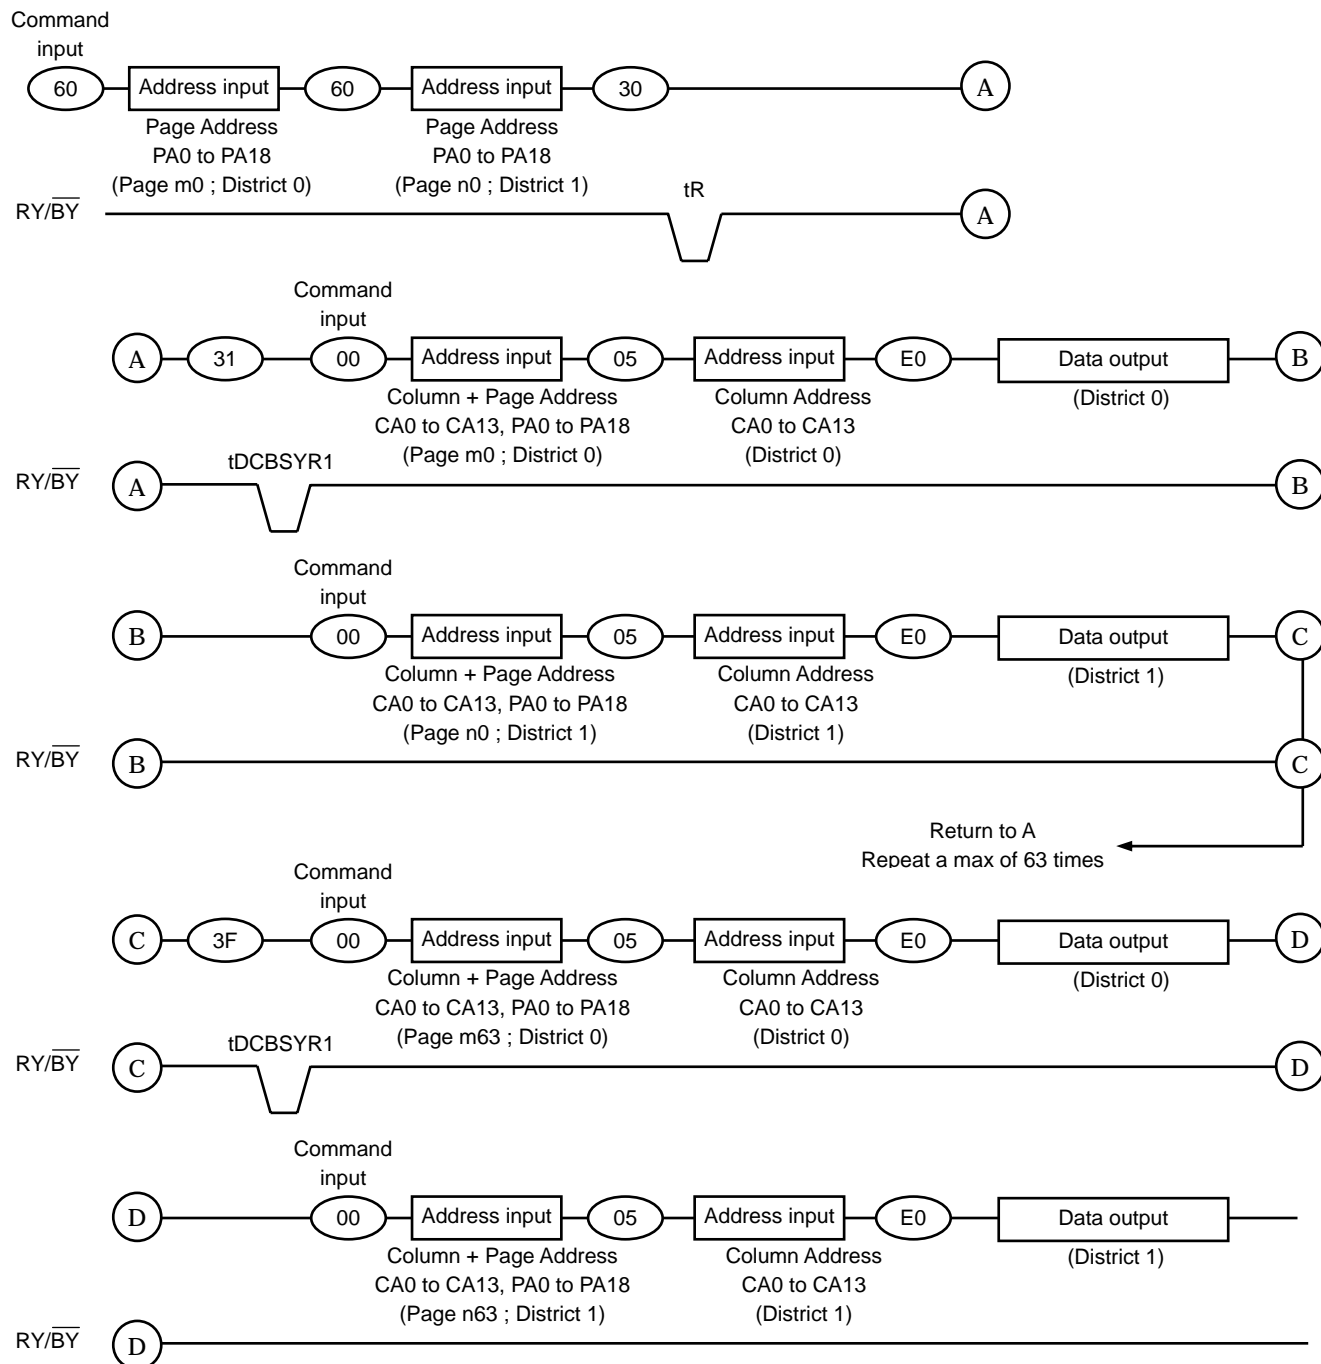 Command
input
60 Address input 60 Address input 30 A
Page Address Page Address
PA0 to PA18 PA0 to PA18
(Page m0 ; District 0) (Page n0 ; District 1)
tR
RY/BY A
Command
input
A 31 00 Address input 05 Address input E0 Data output B
Column + Page Address Column Address (District 0)
CA0 to CA13, PA0 to PA18 CA0 to CA13
(Page m0 ; District 0) (District 0)
tDCBSYR1
RY/BY A B
Command
input
B 00 Address input 05 Address input E0 Data output C
Column + Page Address Column Address (District 1)
CA0 to CA13, PA0 to PA18 CA0 to CA13
(Page n0 ; District 1) (District 1)
RY/BY B C
Return to A
Repeat a max of 63 times
Command
input
C 3F 00 Address input 05 Address input E0 Data output D
Column + Page Address Column Address (District 0)
CA0 to CA13, PA0 to PA18 CA0 to CA13
(Page m63 ; District 0) (District 0)
tDCBSYR1
RY/BY C D
Command
input
D 00 Address input 05 Address input E0 Data output
Column + Page Address Column Address (District 1)
CA0 to CA13, PA0 to PA18 CA0 to CA13
(Page n63 ; District 1) (District 1)
RY/BY D